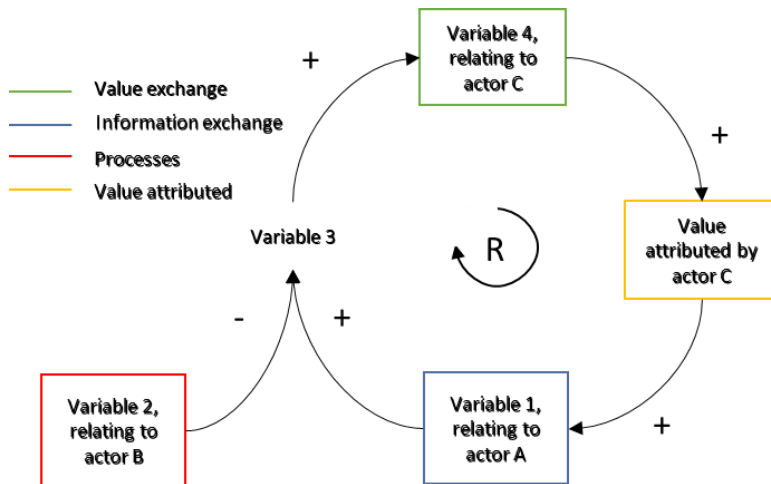 Variable 4,
relating to
actor C
+
Value exchange
Information exchange
Processes
Value attributed
+
Variable 3
R
Value
attributed by
actor C
-
+
Variable 2,
relating to
actor B
Variable 1,
relating to
actor A
+